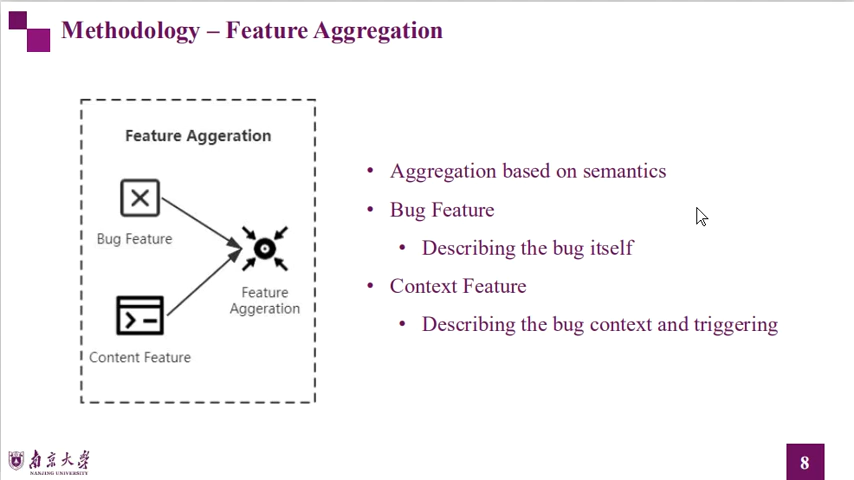 Methodology – Feature Aggregation
Feature Aggeration
Bug Feature
Feature
Aggeration
Content Feature
• Aggregation based on semantics
• Bug Feature
• Describing the bug itself
• Context Feature
• Describing the bug context and triggering
南京大学
NANJING UNIVERSITY
8